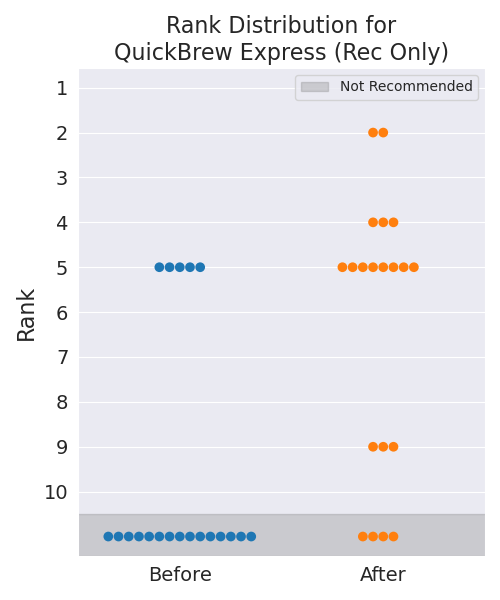 Rank Distribution for
QuickBrew Express (Rec Only)
Not Recommended
1
2
3
4
5
6
7
8
9
10
Rank
Before
After